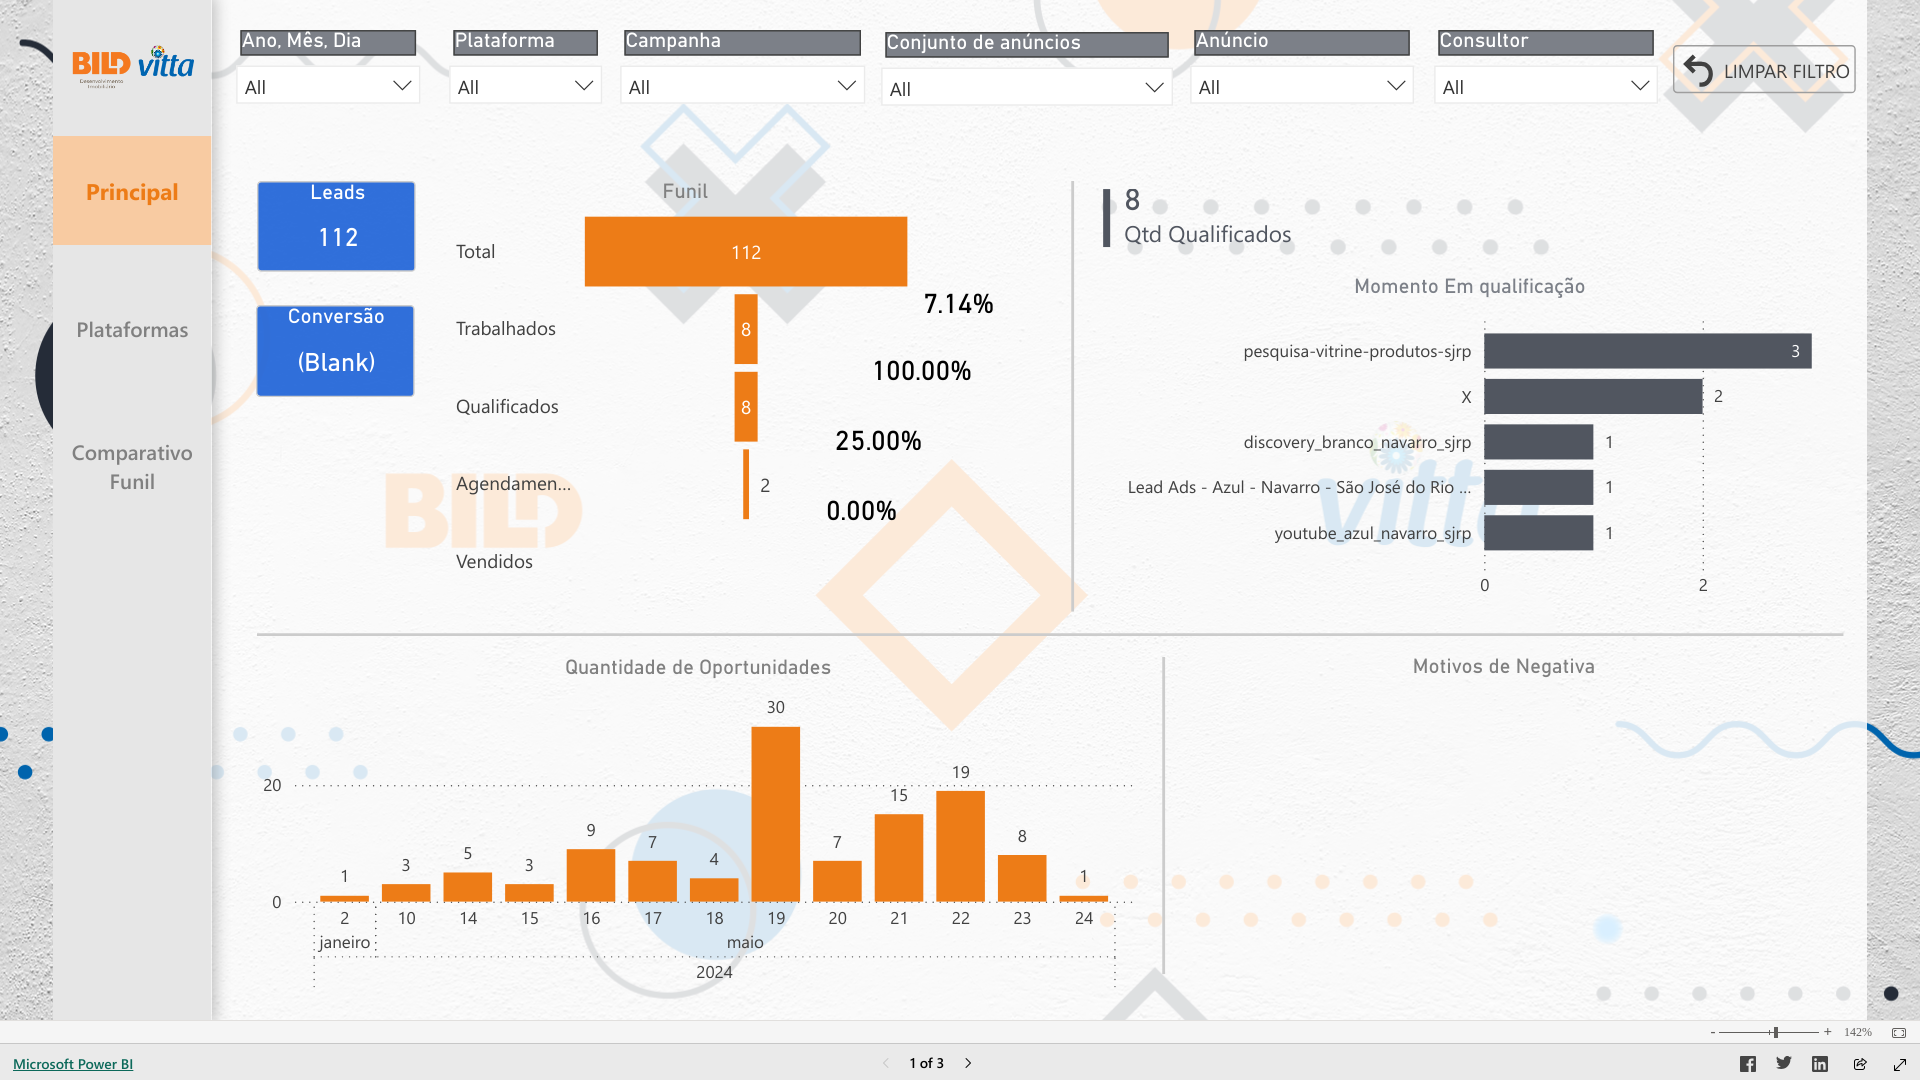 BILD vitta
Desenvolvimento
Imobiliário
Principal
Plataformas
Comparativo
Funil
Ano, Mês, Dia
All
Plataforma
All
Campanha
All
Conjunto de anúncios
All
Anúncio
All
Consultor
All
LIMPAR FILTRO
Leads
112
Conversão
(Blank)
Funil
Total
112
7.14%
Trabalhados
8
100.00%
Qualificados
8
25.00%
Agendamen...
2
0.00%
Vendidos
BILD
vitta
8
Qtd Qualificados
Momento Em qualificação
pesquisa-vitrine-produtos-sjrp
3
X
2
discovery_branco_navarro_sjrp
1
Lead Ads - Azul - Navarro - São José do Rio ...
1
youtube_azul_navarro_sjrp
1
0 2
Quantidade de Oportunidades
20
0
1 3 5 3 9 7 4 30 7 15 19 8 1
2 10 14 15 16 17 18 19 20 21 22 23 24
janeiro maio
2024
Motivos de Negativa
- + 142%
Microsoft Power BI
1 of 3